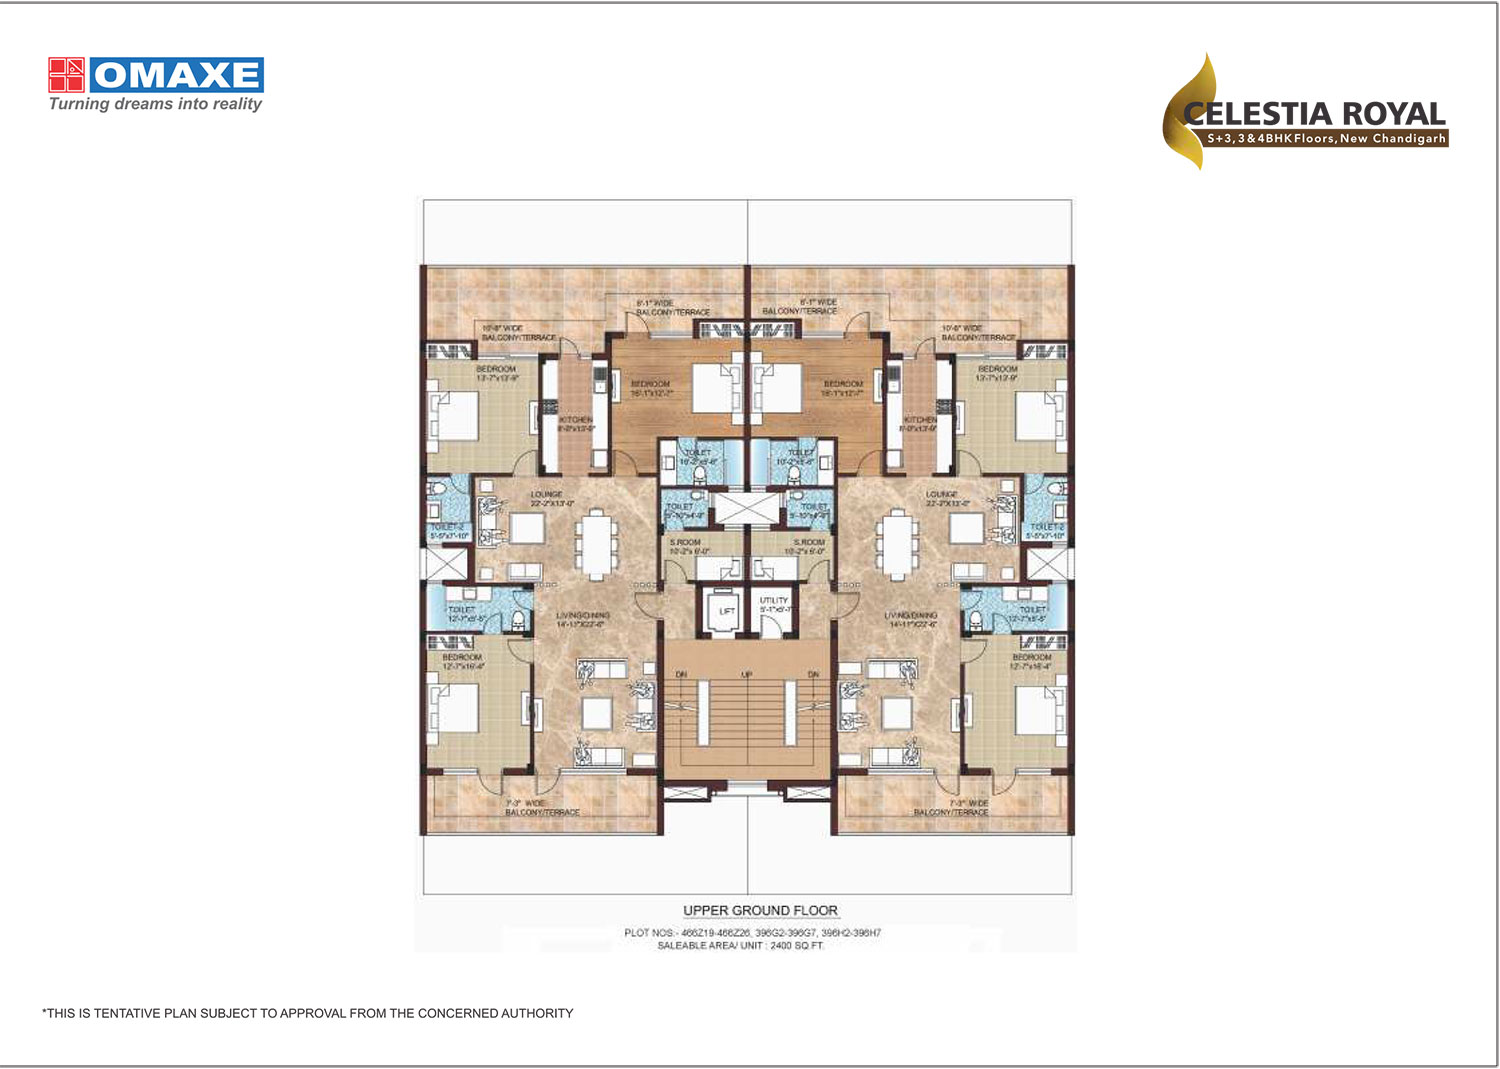 OMAXE
Turning dreams into reality
CELESTIA ROYAL
S+3, 3 & 4BHK Floors, New Chandigarh
6'-1" WIDE
BALCONY/TERRACE
6'-1" WIDE
BALCONY/TERRACE
10'-6" WIDE
BALCONY/TERRACE
10'-6" WIDE
BALCONY/TERRACE
BEDROOM
13'-7"x13'-9"
BEDROOM
16'-1"x12'-7"
BEDROOM
16'-1"x12'-7"
BEDROOM
13'-7"x13'-9"
KITCHEN
8'-0"x13'-9"
KITCHEN
8'-0"x13'-9"
TOILET
10'-2"x5'-6"
TOILET
10'-2"x5'-6"
LOUNGE
22'-2"X13'-0"
LOUNGE
22'-2"X13'-0"
TOILET
5'-10"x4'-9"
TOILET
5'-10"x4'-9"
TOILET-2
5'-5"x7'-10"
TOILET-2
5'-5"x7'-10"
S.ROOM
10'-2"x 6'-0"
S.ROOM
10'-2"x 6'-0"
TOILET
12'-7"x5'-5"
LIVING/DINING
14'-11"X22'-6"
LIFT
UTILITY
5'-1"x5'-7"
LIVING/DINING
14'-11"X22'-6"
TOILET
12'-7"x5'-5"
BEDROOM
12'-7"x16'-4"
BEDROOM
12'-7"x16'-4"
DN
UP
DN
7'-3" WIDE
BALCONY/TERRACE
7'-3" WIDE
BALCONY/TERRACE
UPPER GROUND FLOOR
PLOT NOS:- 466Z19-466Z26, 396G2-396G7, 396H2-396H7
SALEABLE AREA/ UNIT : 2400 SQ.FT.
*THIS IS TENTATIVE PLAN SUBJECT TO APPROVAL FROM THE CONCERNED AUTHORITY